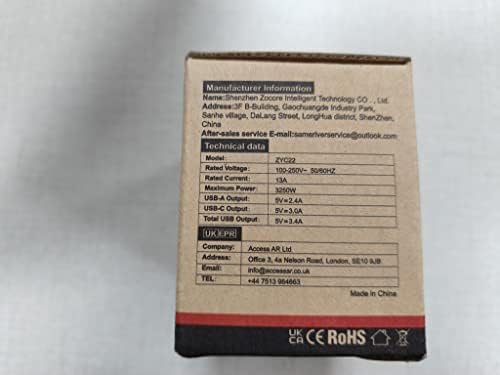 Manufacturer Information
Name:Shenzhen Zocore Intelligent Technology CO . , Ltd.
Address:3F B-Building, Gaochuangde Industry Park,
Sanhe village, DaLang Street, LongHua district, ShenZhen,
China
After-sales service E-mail:sameriverservice@outlook.com
Technical data
Model: ZYC22
Rated Voltage: 100-250V~ 50/60HZ
Rated Current: 13A
Maximum Power: 3250W
USB-A Output: 5V=2.4A
USB-C Output: 5V=3.0A
Total USB Output: 5V=3.4A
UK EPR
Company: Access AR Ltd
Address: Office 3, 4a Nelson Road, London, SE10 9JB
Email: info@accessar.co.uk
TEL: +44 7513 984663
Made in China
UK CA CE RoHS